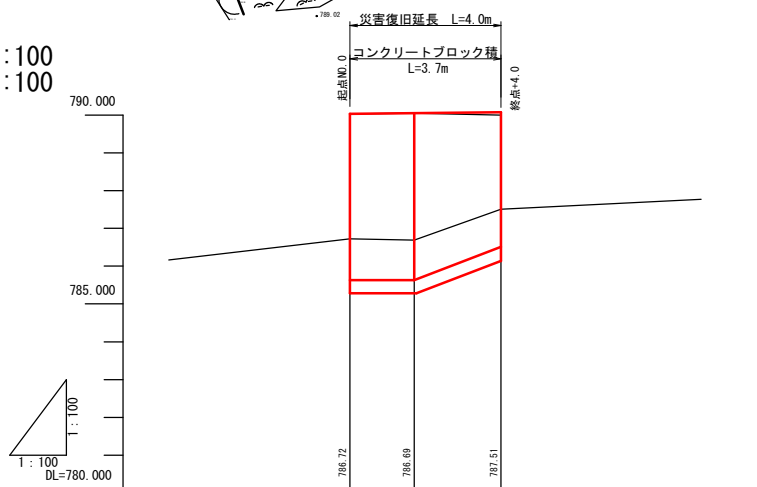 789.02
災害復旧延長 L=4.0m
:100
:100
コンクリートブロック積
L=3.7m
起点NO.0
終点+4.0
790.000
785.000
1:100
1:100
DL=780.000
786.72
786.69
787.51